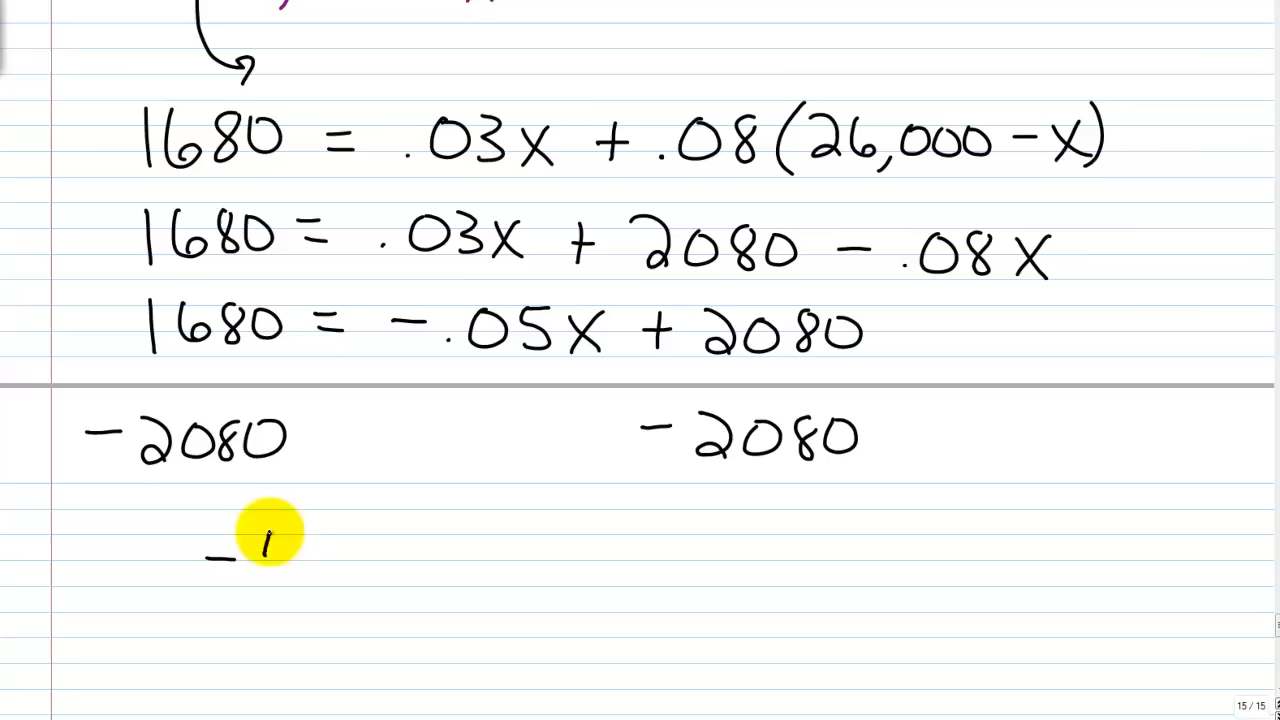 1680 = .03x + .08(26,000 - x)
1680 = .03x + 2080 - .08x
1680 = - .05x + 2080
- 2080 - 2080
-
15 / 15